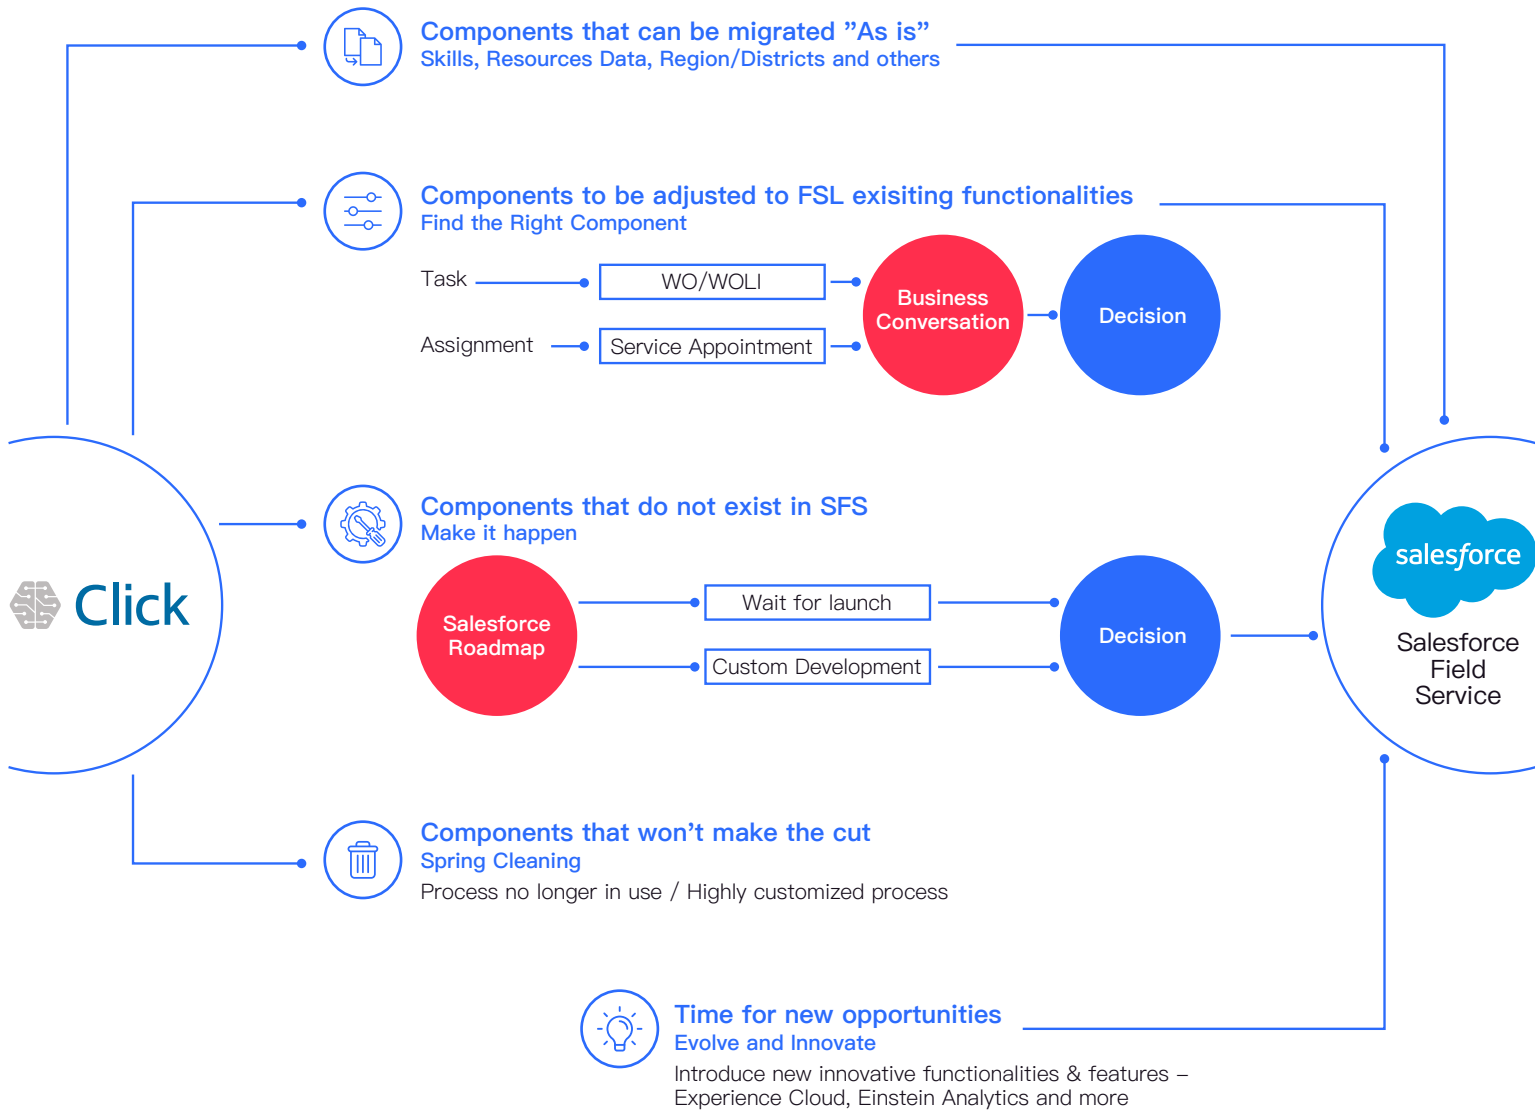 Components that can be migrated ”As is”
Skills, Resources Data, Region/Districts and others
Components to be adjusted to FSL exisiting functionalities
Find the Right Component
Task
WO/WOLI
Assignment
Service Appointment
Business
Conversation
Decision
Components that do not exist in SFS
Make it happen
Salesforce
Roadmap
Wait for launch
Custom Development
Decision
Click
salesforce
Salesforce
Field
Service
Components that won’t make the cut
Spring Cleaning
Process no longer in use / Highly customized process
Time for new opportunities
Evolve and Innovate
Introduce new innovative functionalities & features –
Experience Cloud, Einstein Analytics and more